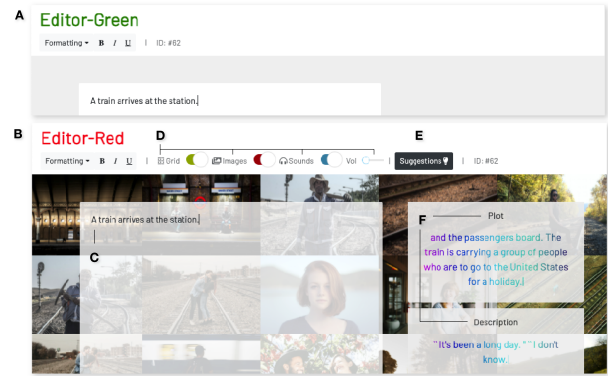 A
Editor-Green
Formatting B I U | ID: #62
A train arrives at the station.
B
Editor-Red
D
E
Formatting B I U | Grid Images Sounds Vol | Suggestions | ID: #62
A train arrives at the station.
C
F
Plot
and the passengers board. The
train is carrying a group of people
who are to go to the United States
for a holiday.
Description
"It's been a long day. " "I don't
know.